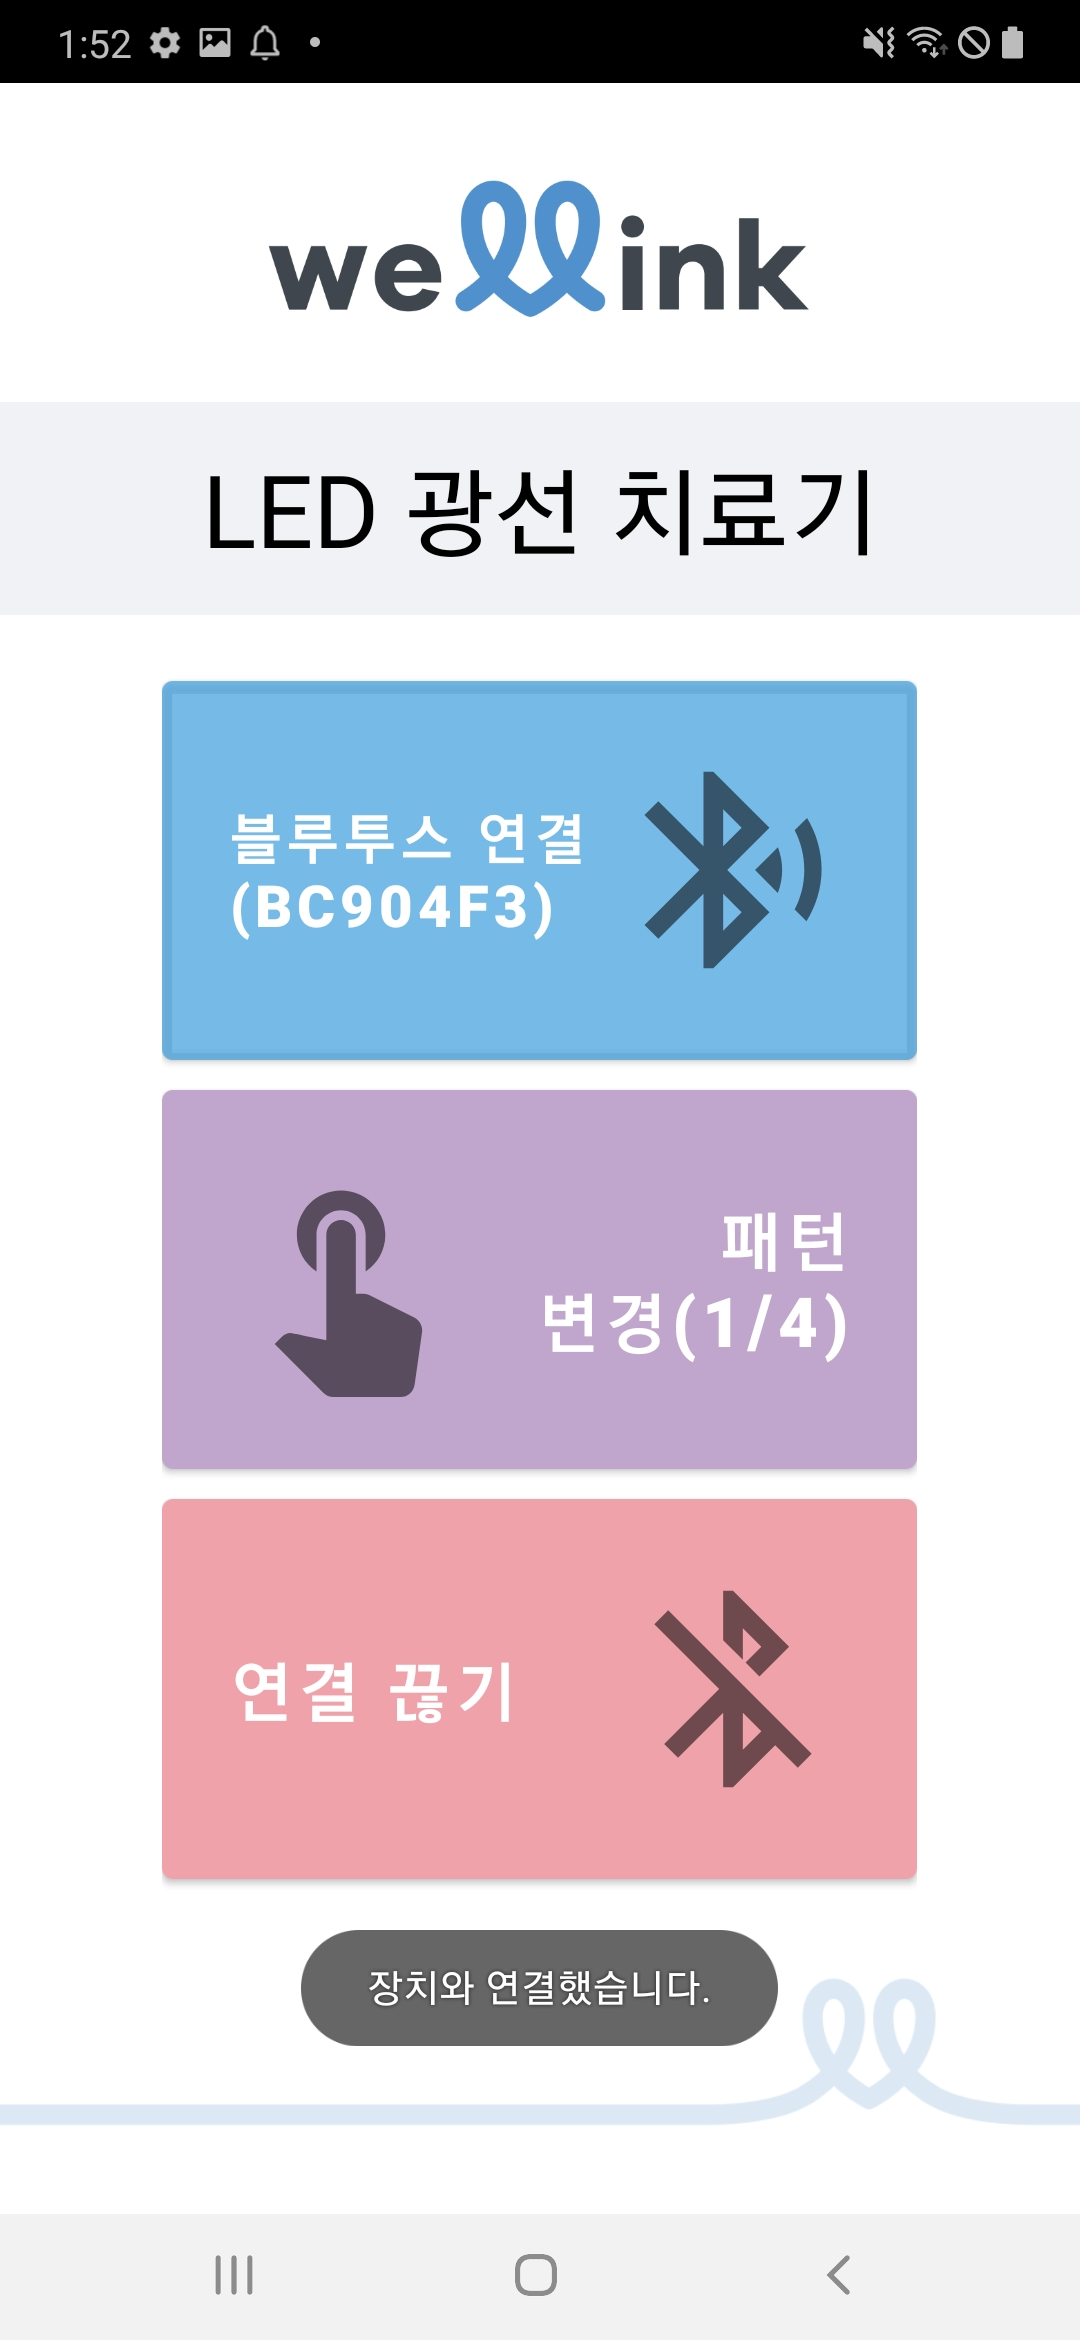 1:52
wellink
LED 광선 치료기
블루투스 연결
(BC904F3)
패턴
변경(1/4)
연결 끊기
장치와 연결했습니다.